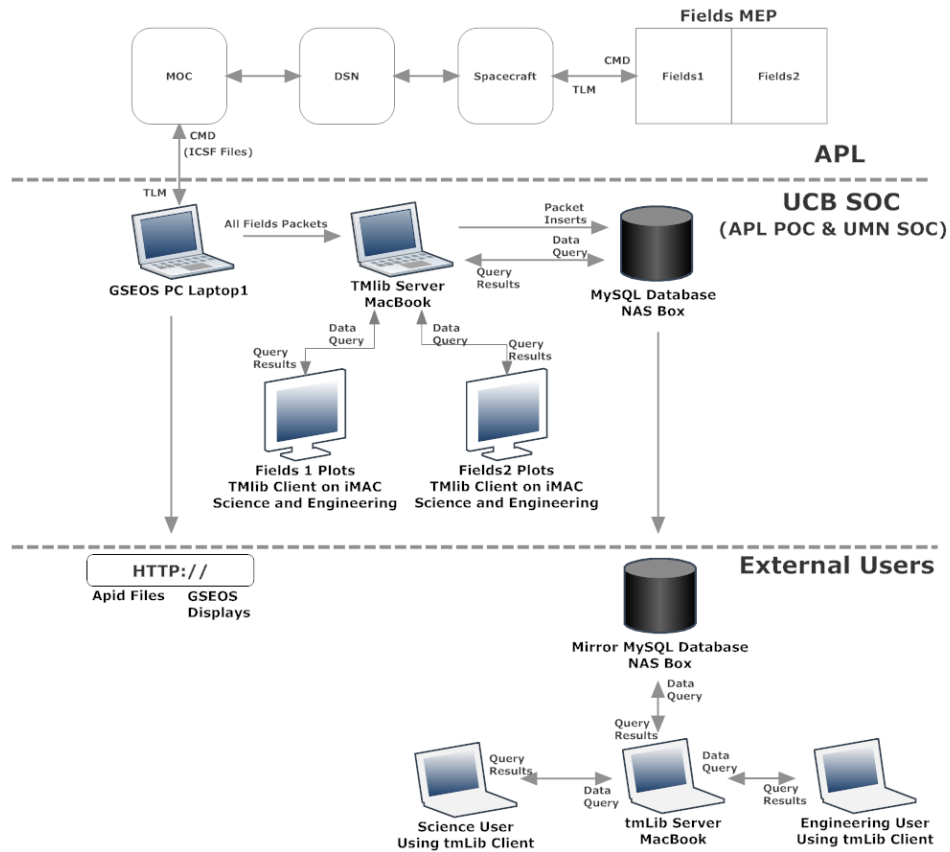 Fields MEP
MOC
DSN
Spacecraft
CMD
TLM
Fields1
Fields2
CMD
(ICSF Files)
APL
TLM
UCB SOC
(APL POC & UMN SOC)
All Fields Packets
Packet
Inserts
Data
Query
Query
Results
GSEOS PC Laptop1
TMlib Server
MacBook
MySQL Database
NAS Box
Data
Query
Query
Results
Data
Query
Query
Results
Fields 1 Plots
TMlib Client on iMAC
Science and Engineering
Fields2 Plots
TMlib Client on iMAC
Science and Engineering
External Users
HTTP://
Apid Files
GSEOS
Displays
Mirror MySQL Database
NAS Box
Data
Query
Query
Results
Query
Results
Data
Query
Data
Query
Query
Results
Science User
Using tmLib Client
tmLib Server
MacBook
Engineering User
Using tmLib Client